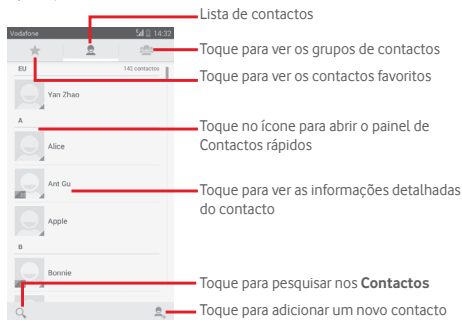 Lista de contactos
Vodafone 14:32
Toque para ver os grupos de contactos
EU 142 contactos
Toque para ver os contactos favoritos
Yan Zhao
A
Toque no ícone para abrir o painel de
Contactos rápidos
Alice
Ant Gu
Toque para ver as informações detalhadas
do contacto
Apple
B
Bonnie
Toque para pesquisar nos Contactos
Toque para adicionar um novo contacto